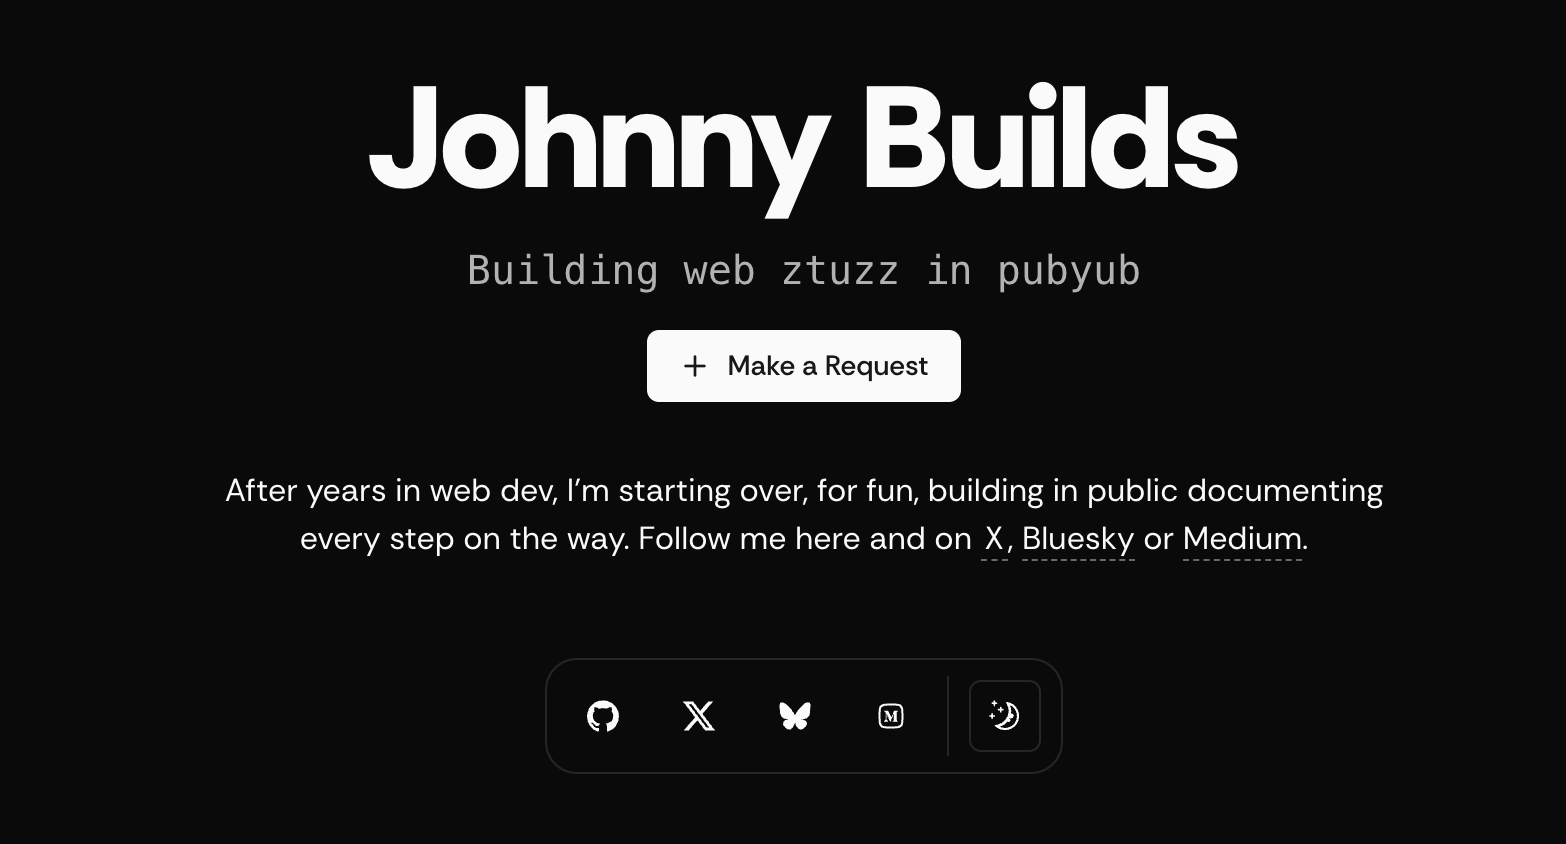 Johnny Builds
Building web ztuzz in pubyub
Make a Request
After years in web dev, I’m starting over, for fun, building in public documenting
every step on the way. Follow me here and on X, Bluesky or Medium.
M